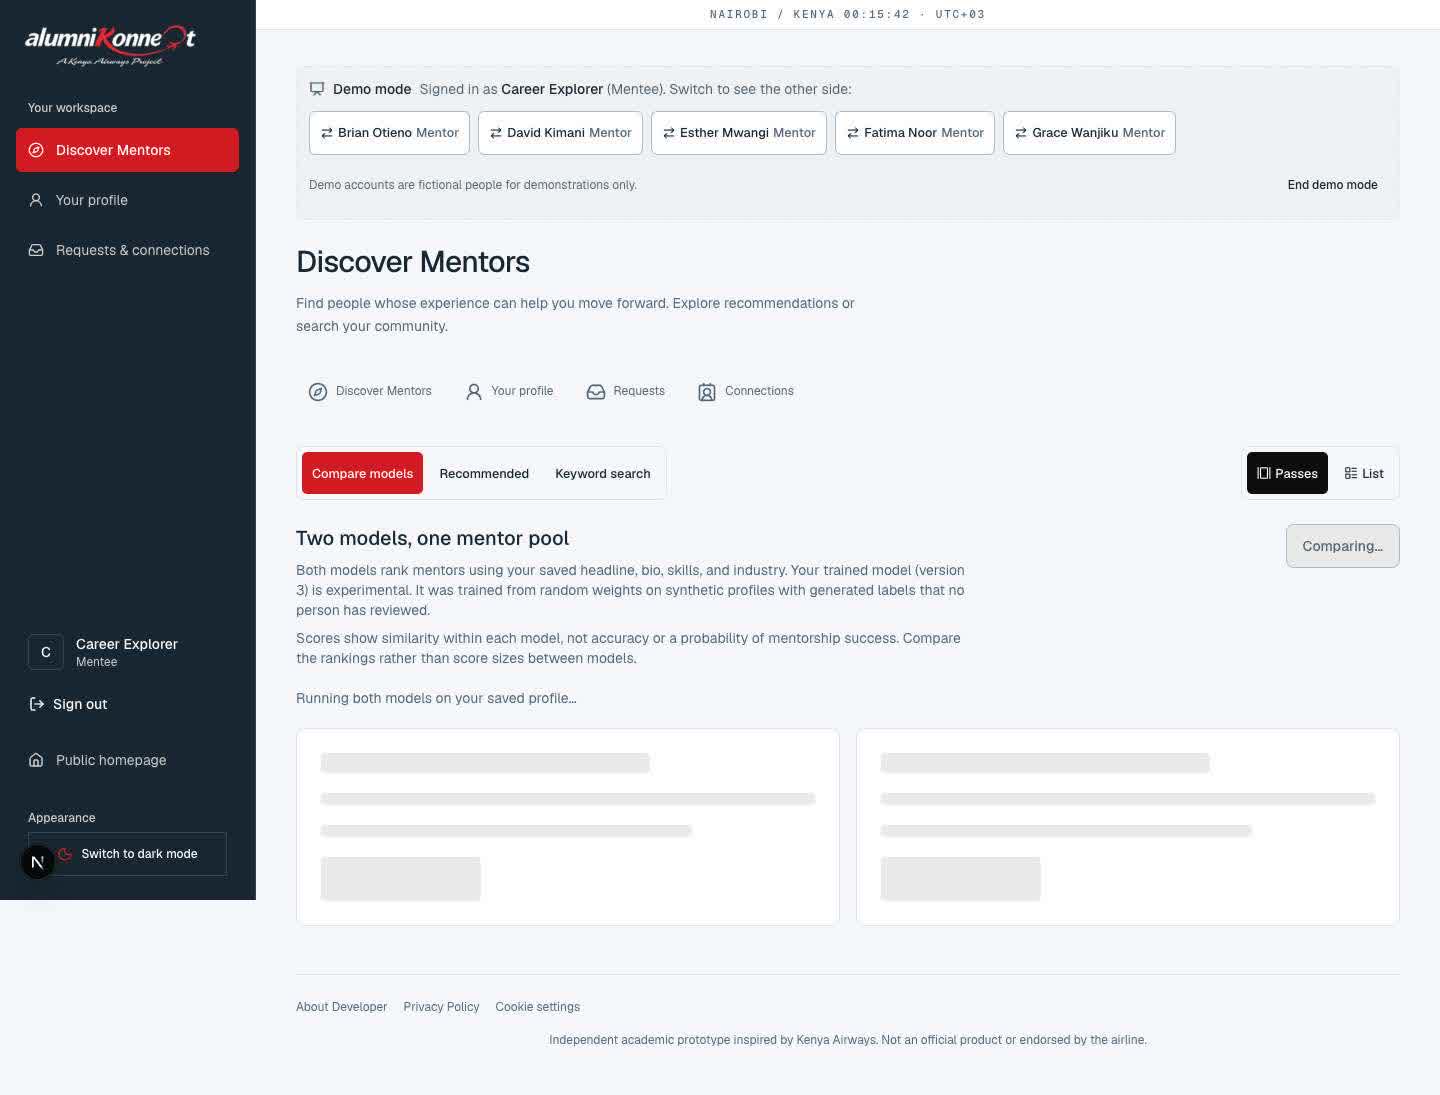 NAIROBI / KENYA 00:15:42 · UTC+03
alumniKonnect
A Kenya Airways Project
Your workspace
Discover Mentors
Your profile
Requests & connections
Career Explorer
C
Mentee
Sign out
Public homepage
Appearance
Switch to dark mode
N
Demo mode Signed in as Career Explorer (Mentee). Switch to see the other side:
Brian Otieno Mentor
David Kimani Mentor
Esther Mwangi Mentor
Fatima Noor Mentor
Grace Wanjiku Mentor
Demo accounts are fictional people for demonstrations only.
End demo mode
Discover Mentors
Find people whose experience can help you move forward. Explore recommendations or
search your community.
Discover Mentors
Your profile
Requests
Connections
Compare models
Recommended
Keyword search
Passes
List
Two models, one mentor pool
Comparing…
Both models rank mentors using your saved headline, bio, skills, and industry. Your trained model (version
3) is experimental. It was trained from random weights on synthetic profiles with generated labels that no
person has reviewed.
Scores show similarity within each model, not accuracy or a probability of mentorship success. Compare
the rankings rather than score sizes between models.
Running both models on your saved profile…
About Developer
Privacy Policy
Cookie settings
Independent academic prototype inspired by Kenya Airways. Not an official product or endorsed by the airline.